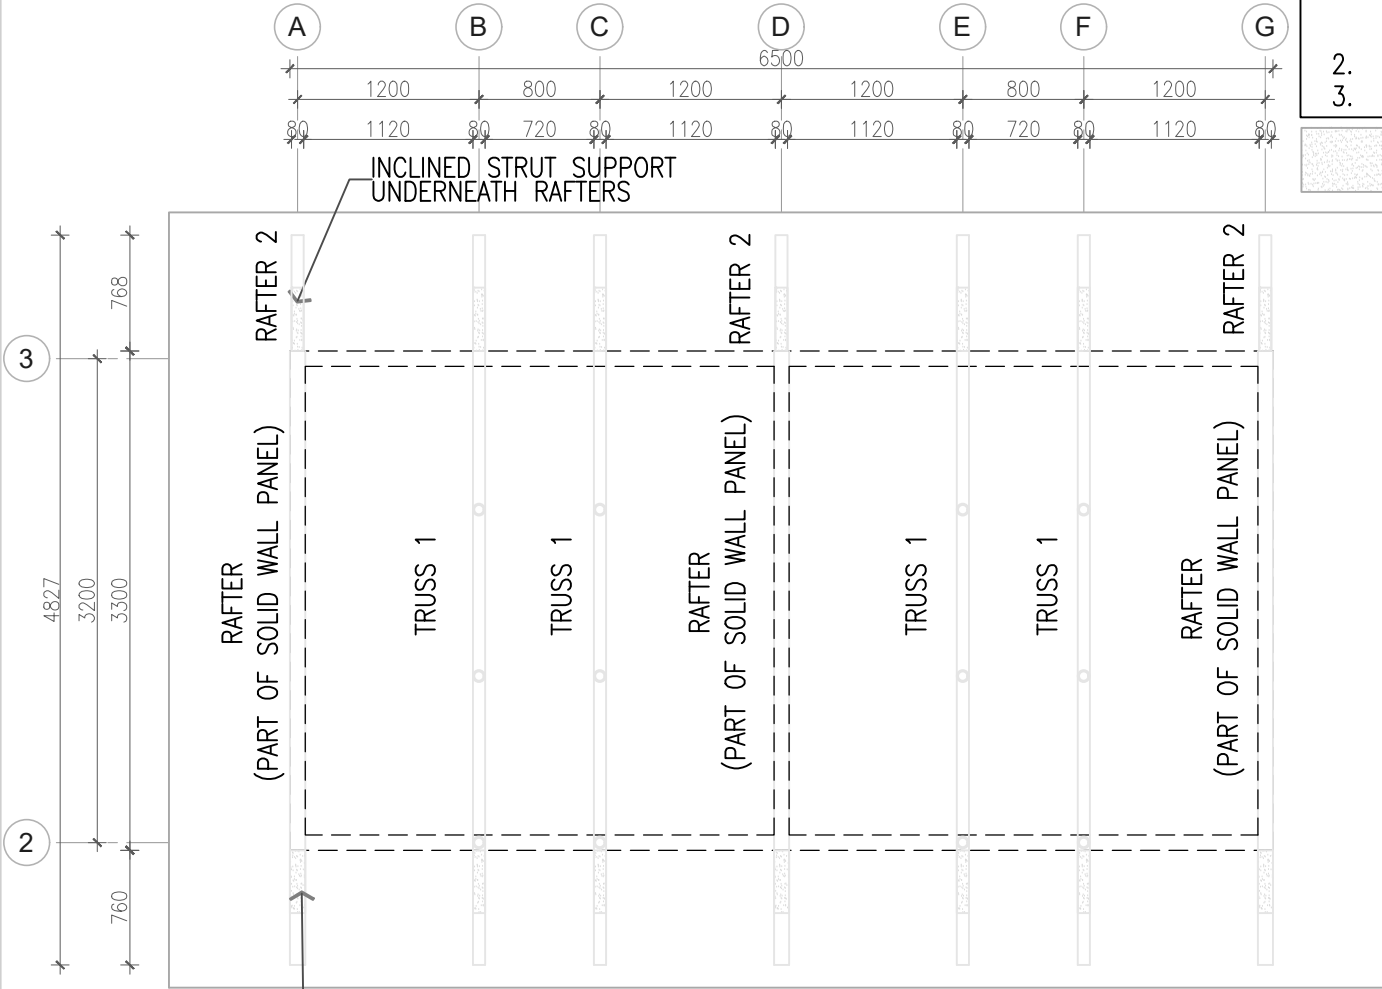 A B C D E F G
6500
1200 800 1200 1200 800 1200
80 1120 80 720 80 1120 80 1120 80 720 80 1120 80
2.
3.
INCLINED STRUT SUPPORT
UNDERNEATH RAFTERS
RAFTER 2
RAFTER 2
RAFTER 2
768
3
4827
3200
3300
RAFTER
(PART OF SOLID WALL PANEL)
TRUSS 1
TRUSS 1
RAFTER
(PART OF SOLID WALL PANEL)
TRUSS 1
TRUSS 1
RAFTER
(PART OF SOLID WALL PANEL)
2
760